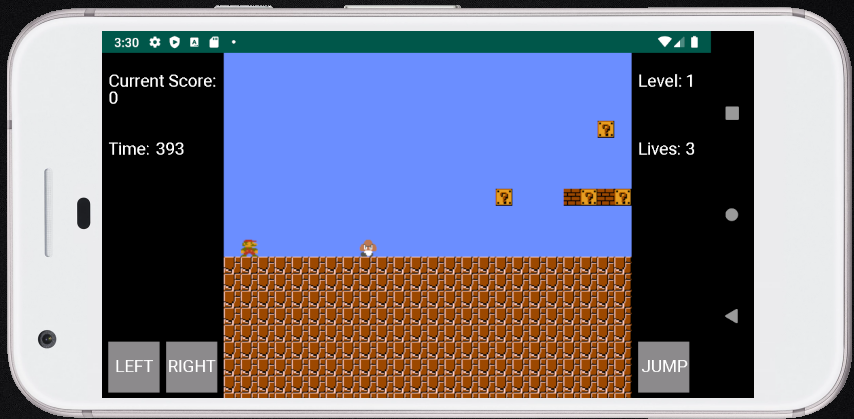 3:30
Current Score:
0
Time: 393
Level: 1
Lives: 3
?
?
? ?
LEFT
RIGHT
JUMP